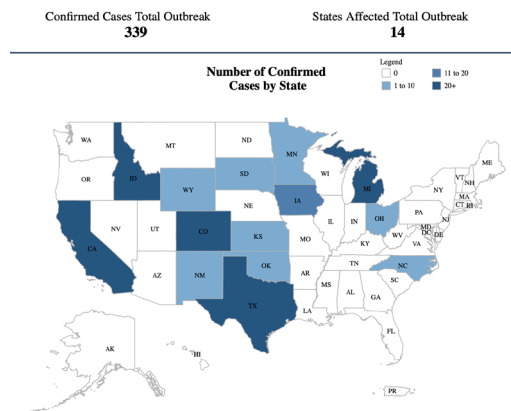 Confirmed Cases Total Outbreak
339
States Affected Total Outbreak
14
Number of Confirmed
Cases by State
Legend
0
1 to 10
11 to 20
20+
WA
MT
ND
MN
ME
OR
ID
SD
WI
MI
VT
NH
WY
NY
MA
CT RI
IA
NE
PA
NJ
NV
UT
CO
IL
IN
OH
MD
DC
DE
CA
KS
MO
WV
VA
KY
AZ
NM
OK
AR
TN
NC
SC
MS
AL
GA
TX
LA
AK
HI
FL
PR